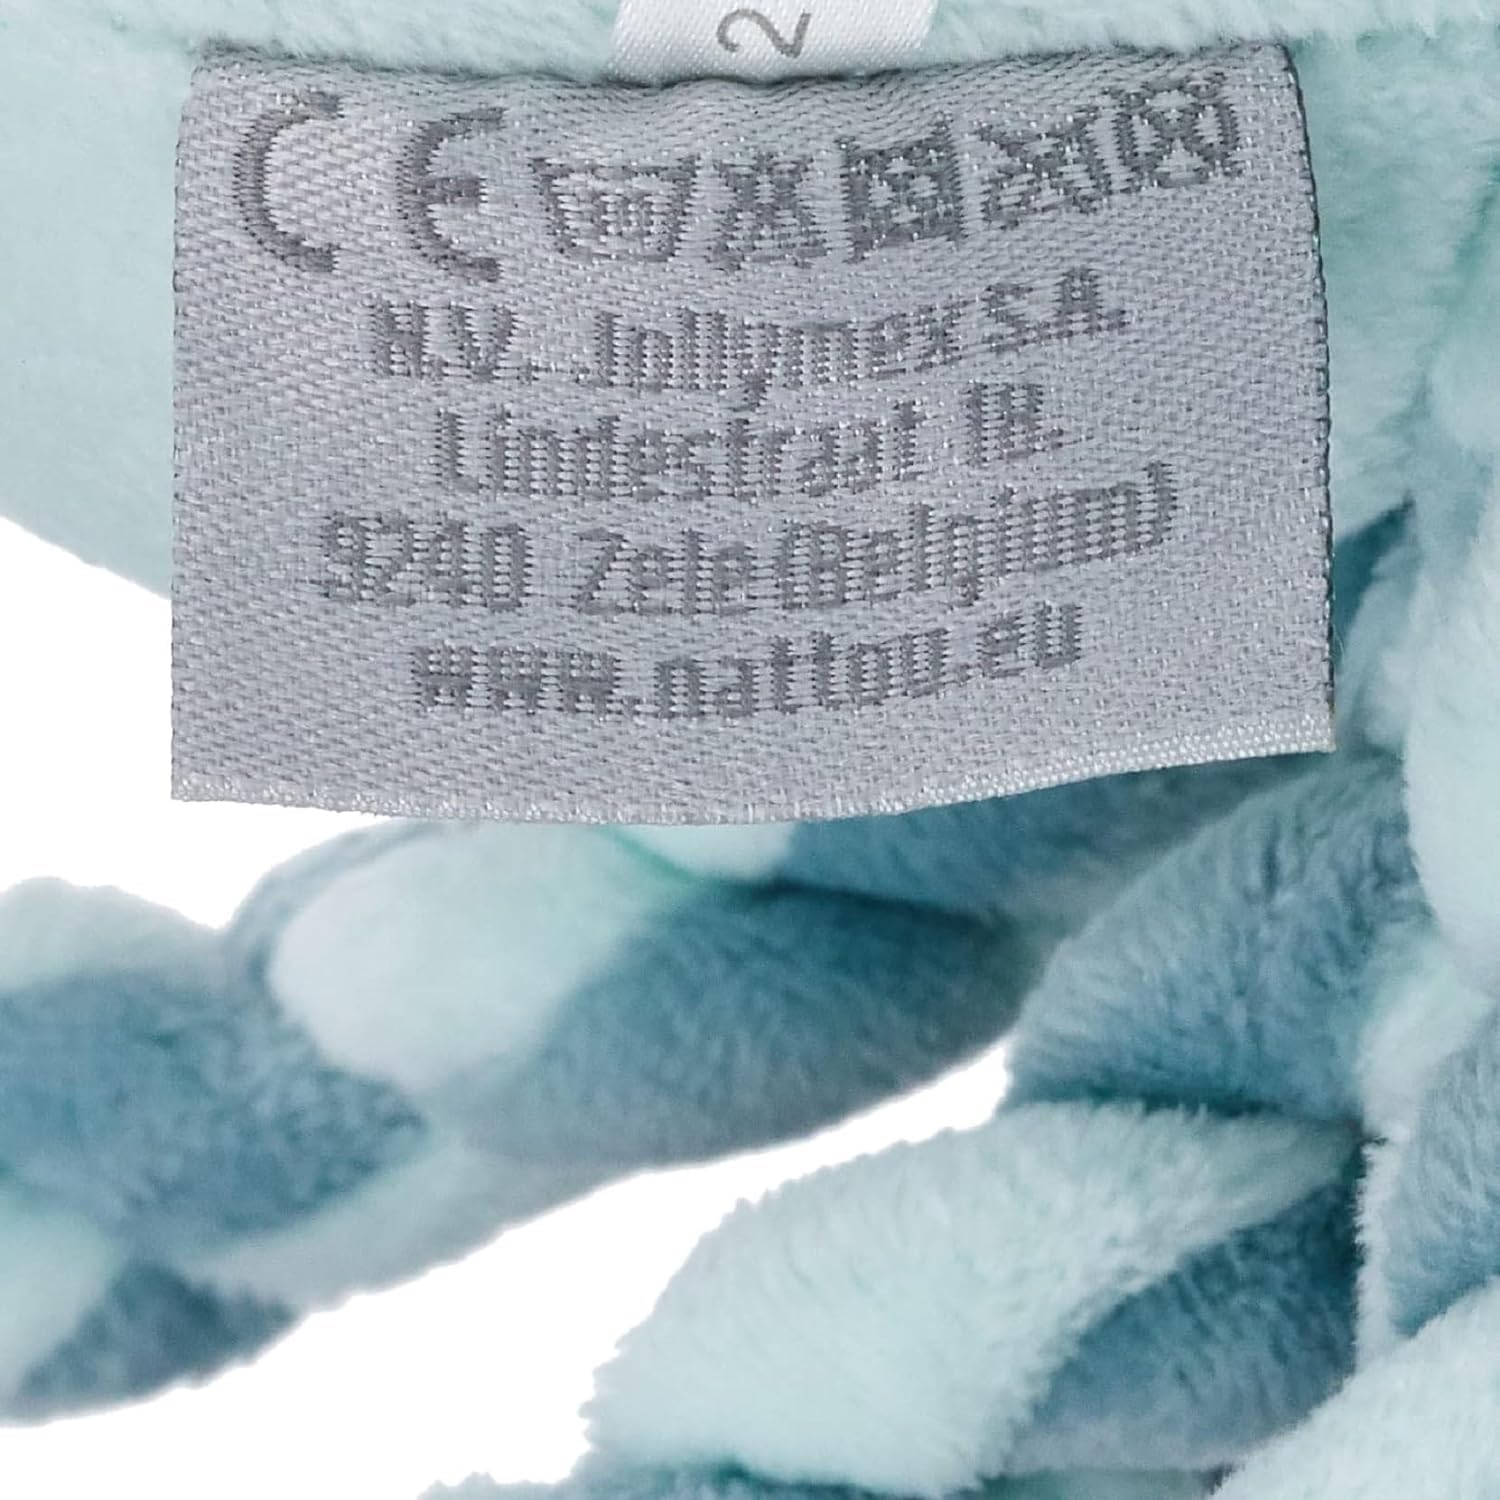 2
CE
N.V. Jollymex S.A.
Lindestraat 18.
9240 Zele (Belgium)
www.nattou.eu